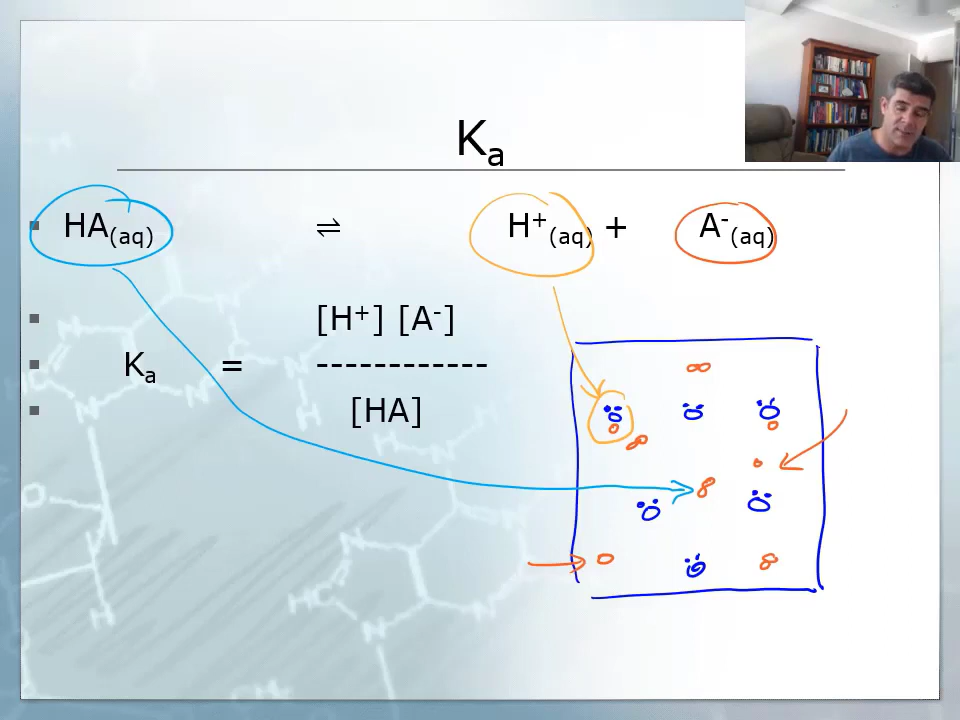 Kₐ
▪ HA(aq) ⇌ H⁺(aq) + A⁻(aq)
▪ [H⁺] [A⁻]
▪ Kₐ = ------------
▪ [HA]